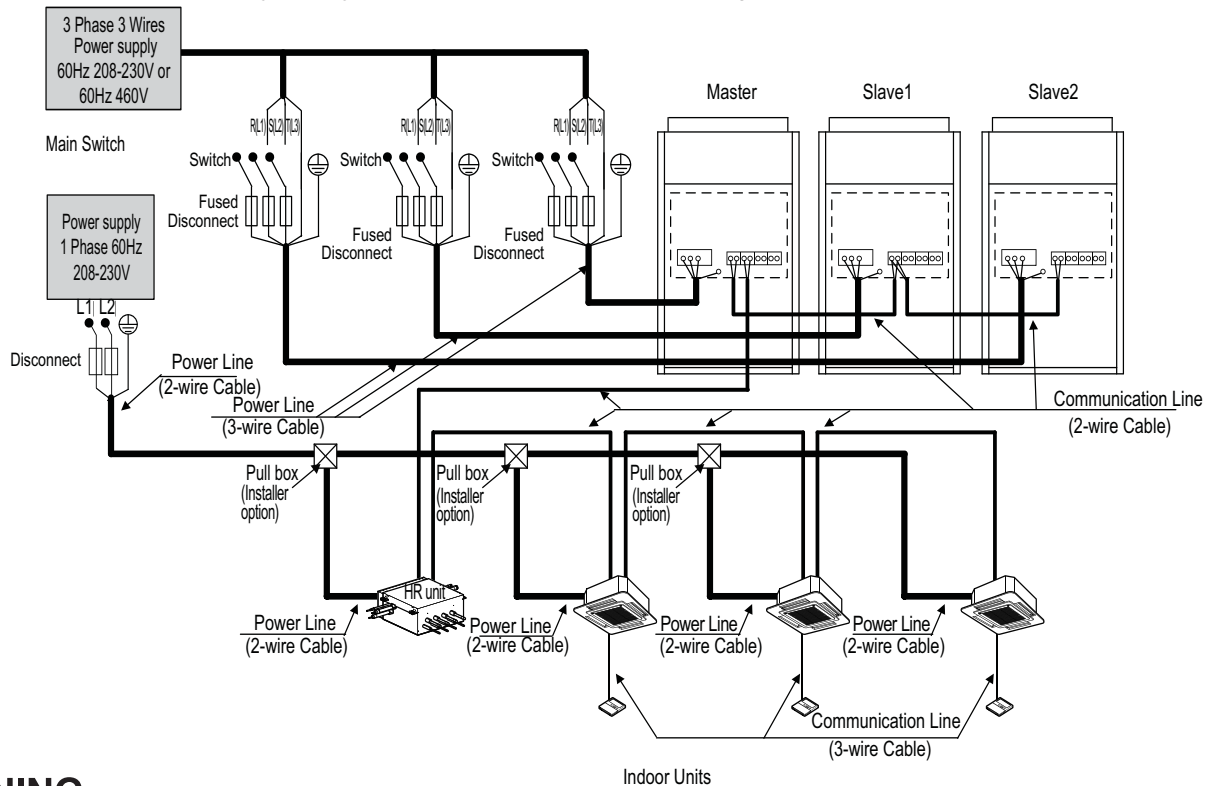 3 Phase 3 Wires
Power supply
60Hz 208-230V or
60Hz 460V
Main Switch
R(L1) S(L2) T(L3)
R(L1) S(L2) T(L3)
R(L1) S(L2) T(L3)
Switch
Switch
Switch
Fused
Disconnect
Fused
Disconnect
Fused
Disconnect
Master
Slave1
Slave2
Power supply
1 Phase 60Hz
208-230V
L1 L2
Disconnect
Power Line
(2-wire Cable)
Power Line
(3-wire Cable)
Communication Line
(2-wire Cable)
Pull box
(Installer
option)
Pull box
(Installer
option)
Pull box
(Installer
option)
HR unit
Power Line
(2-wire Cable)
Power Line
(2-wire Cable)
Power Line
(2-wire Cable)
Power Line
(2-wire Cable)
Communication Line
(3-wire Cable)
Indoor Units